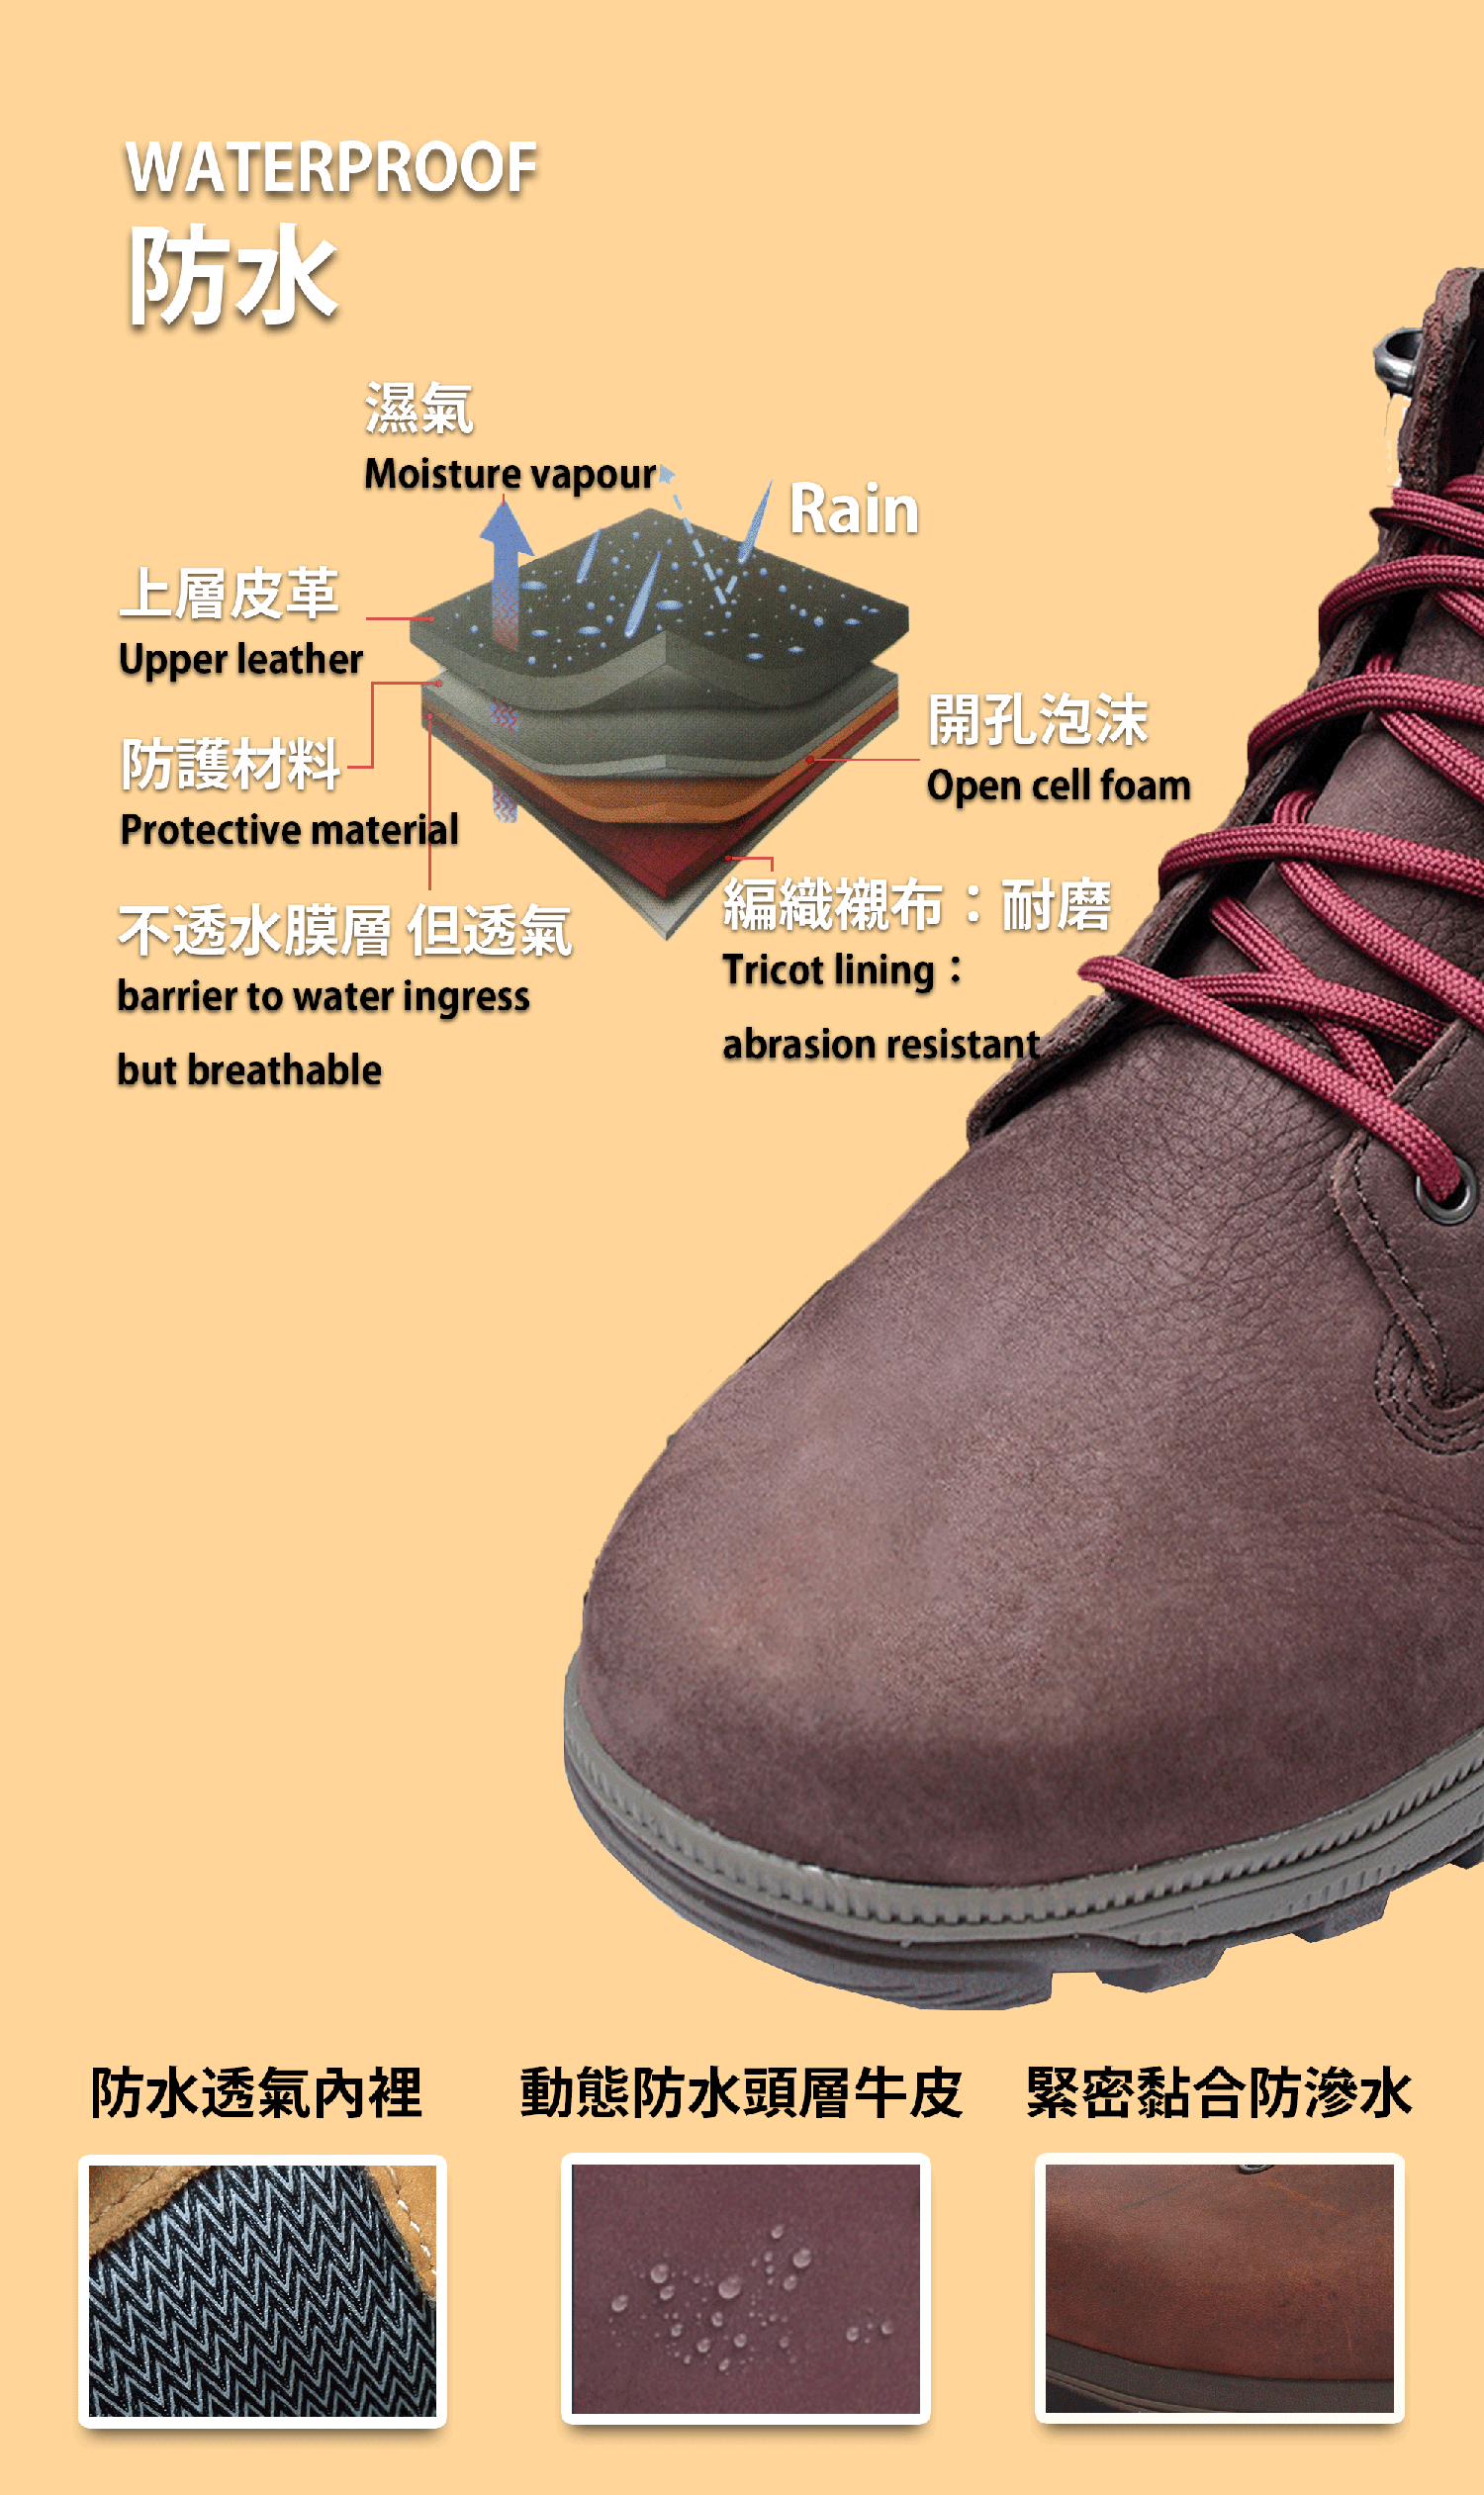 WATERPROOF
防水
濕氣
Moisture vapour
Rain
上層皮革
Upper leather
防護材料
Protective material
開孔泡沫
Open cell foam
不透水膜層 但透氣
barrier to water ingress
but breathable
編織襯布：耐磨
Tricot lining：
abrasion resistant
防水透氣內裡
動態防水頭層牛皮
緊密黏合防滲水